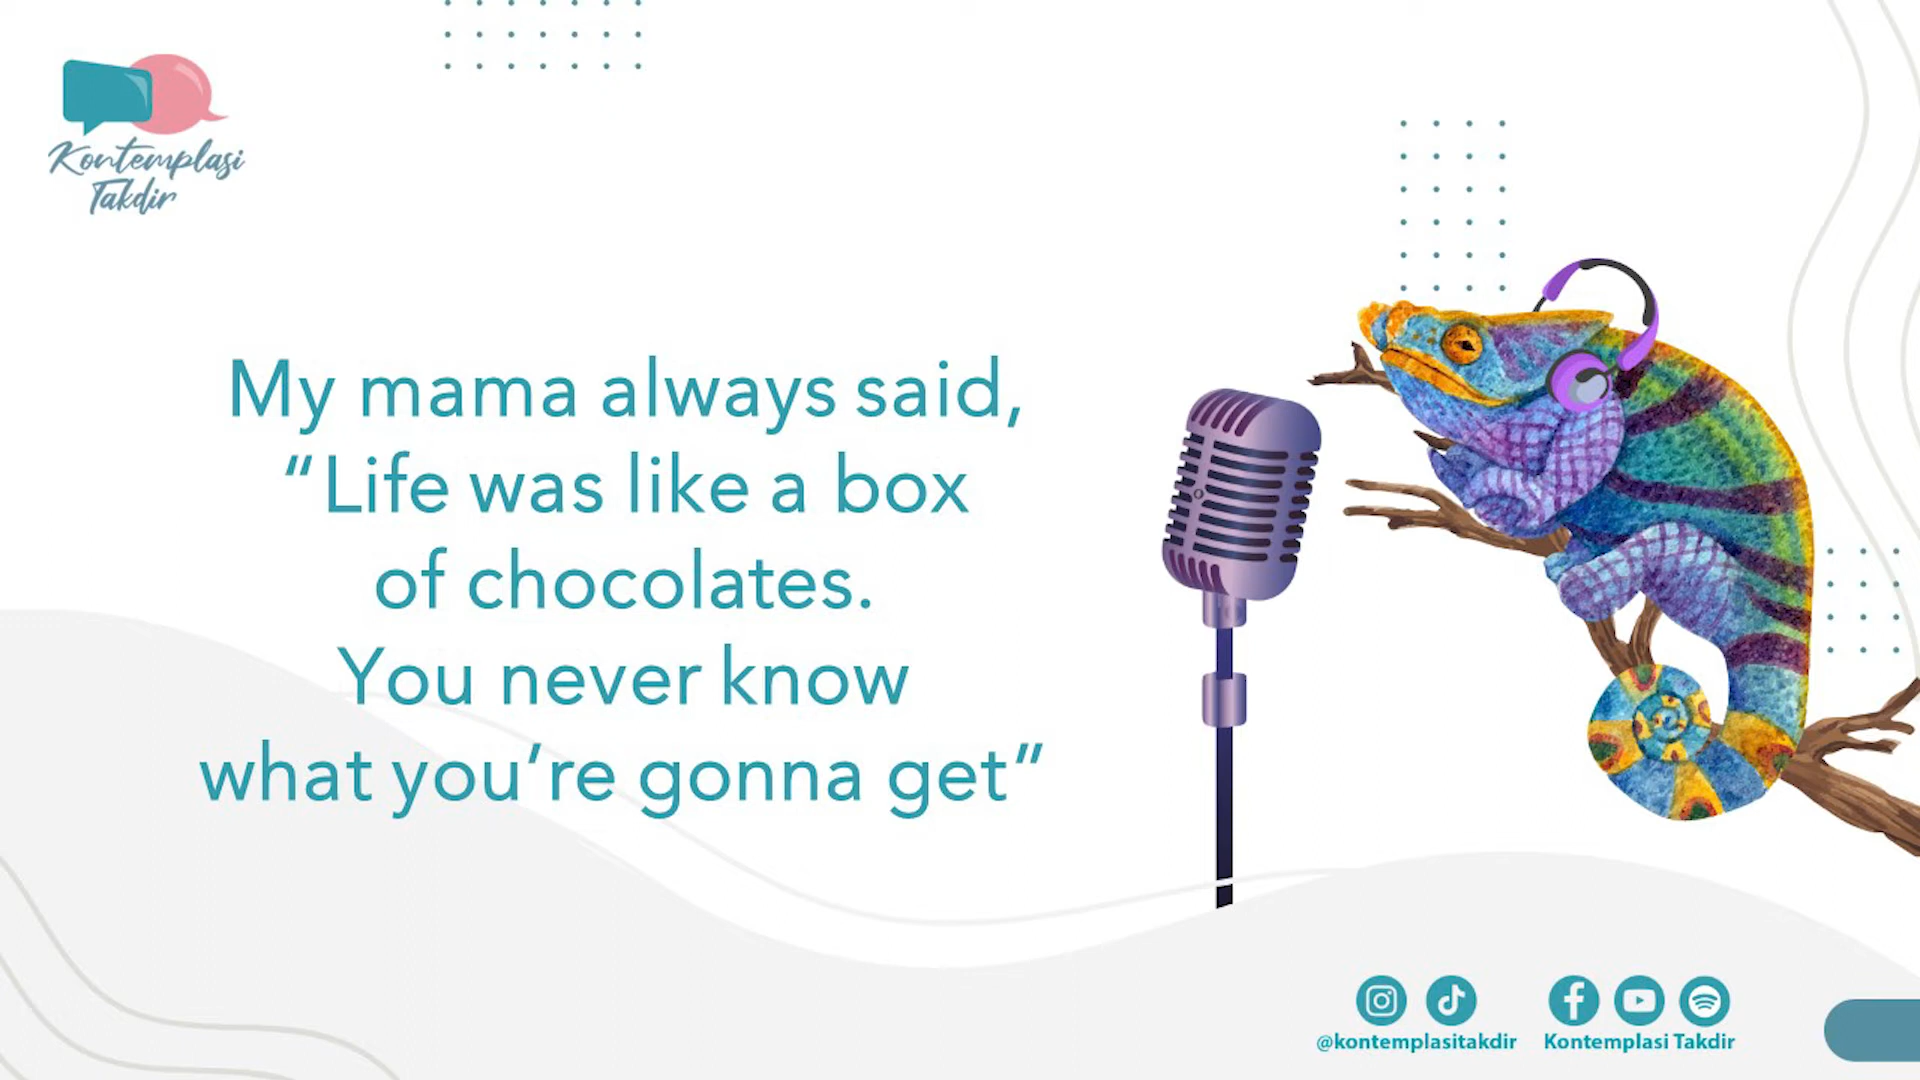 Kontemplasi
Takdir
My mama always said,
“Life was like a box
of chocolates.
You never know
what you’re gonna get”
@kontemplasitakdir
Kontemplasi Takdir